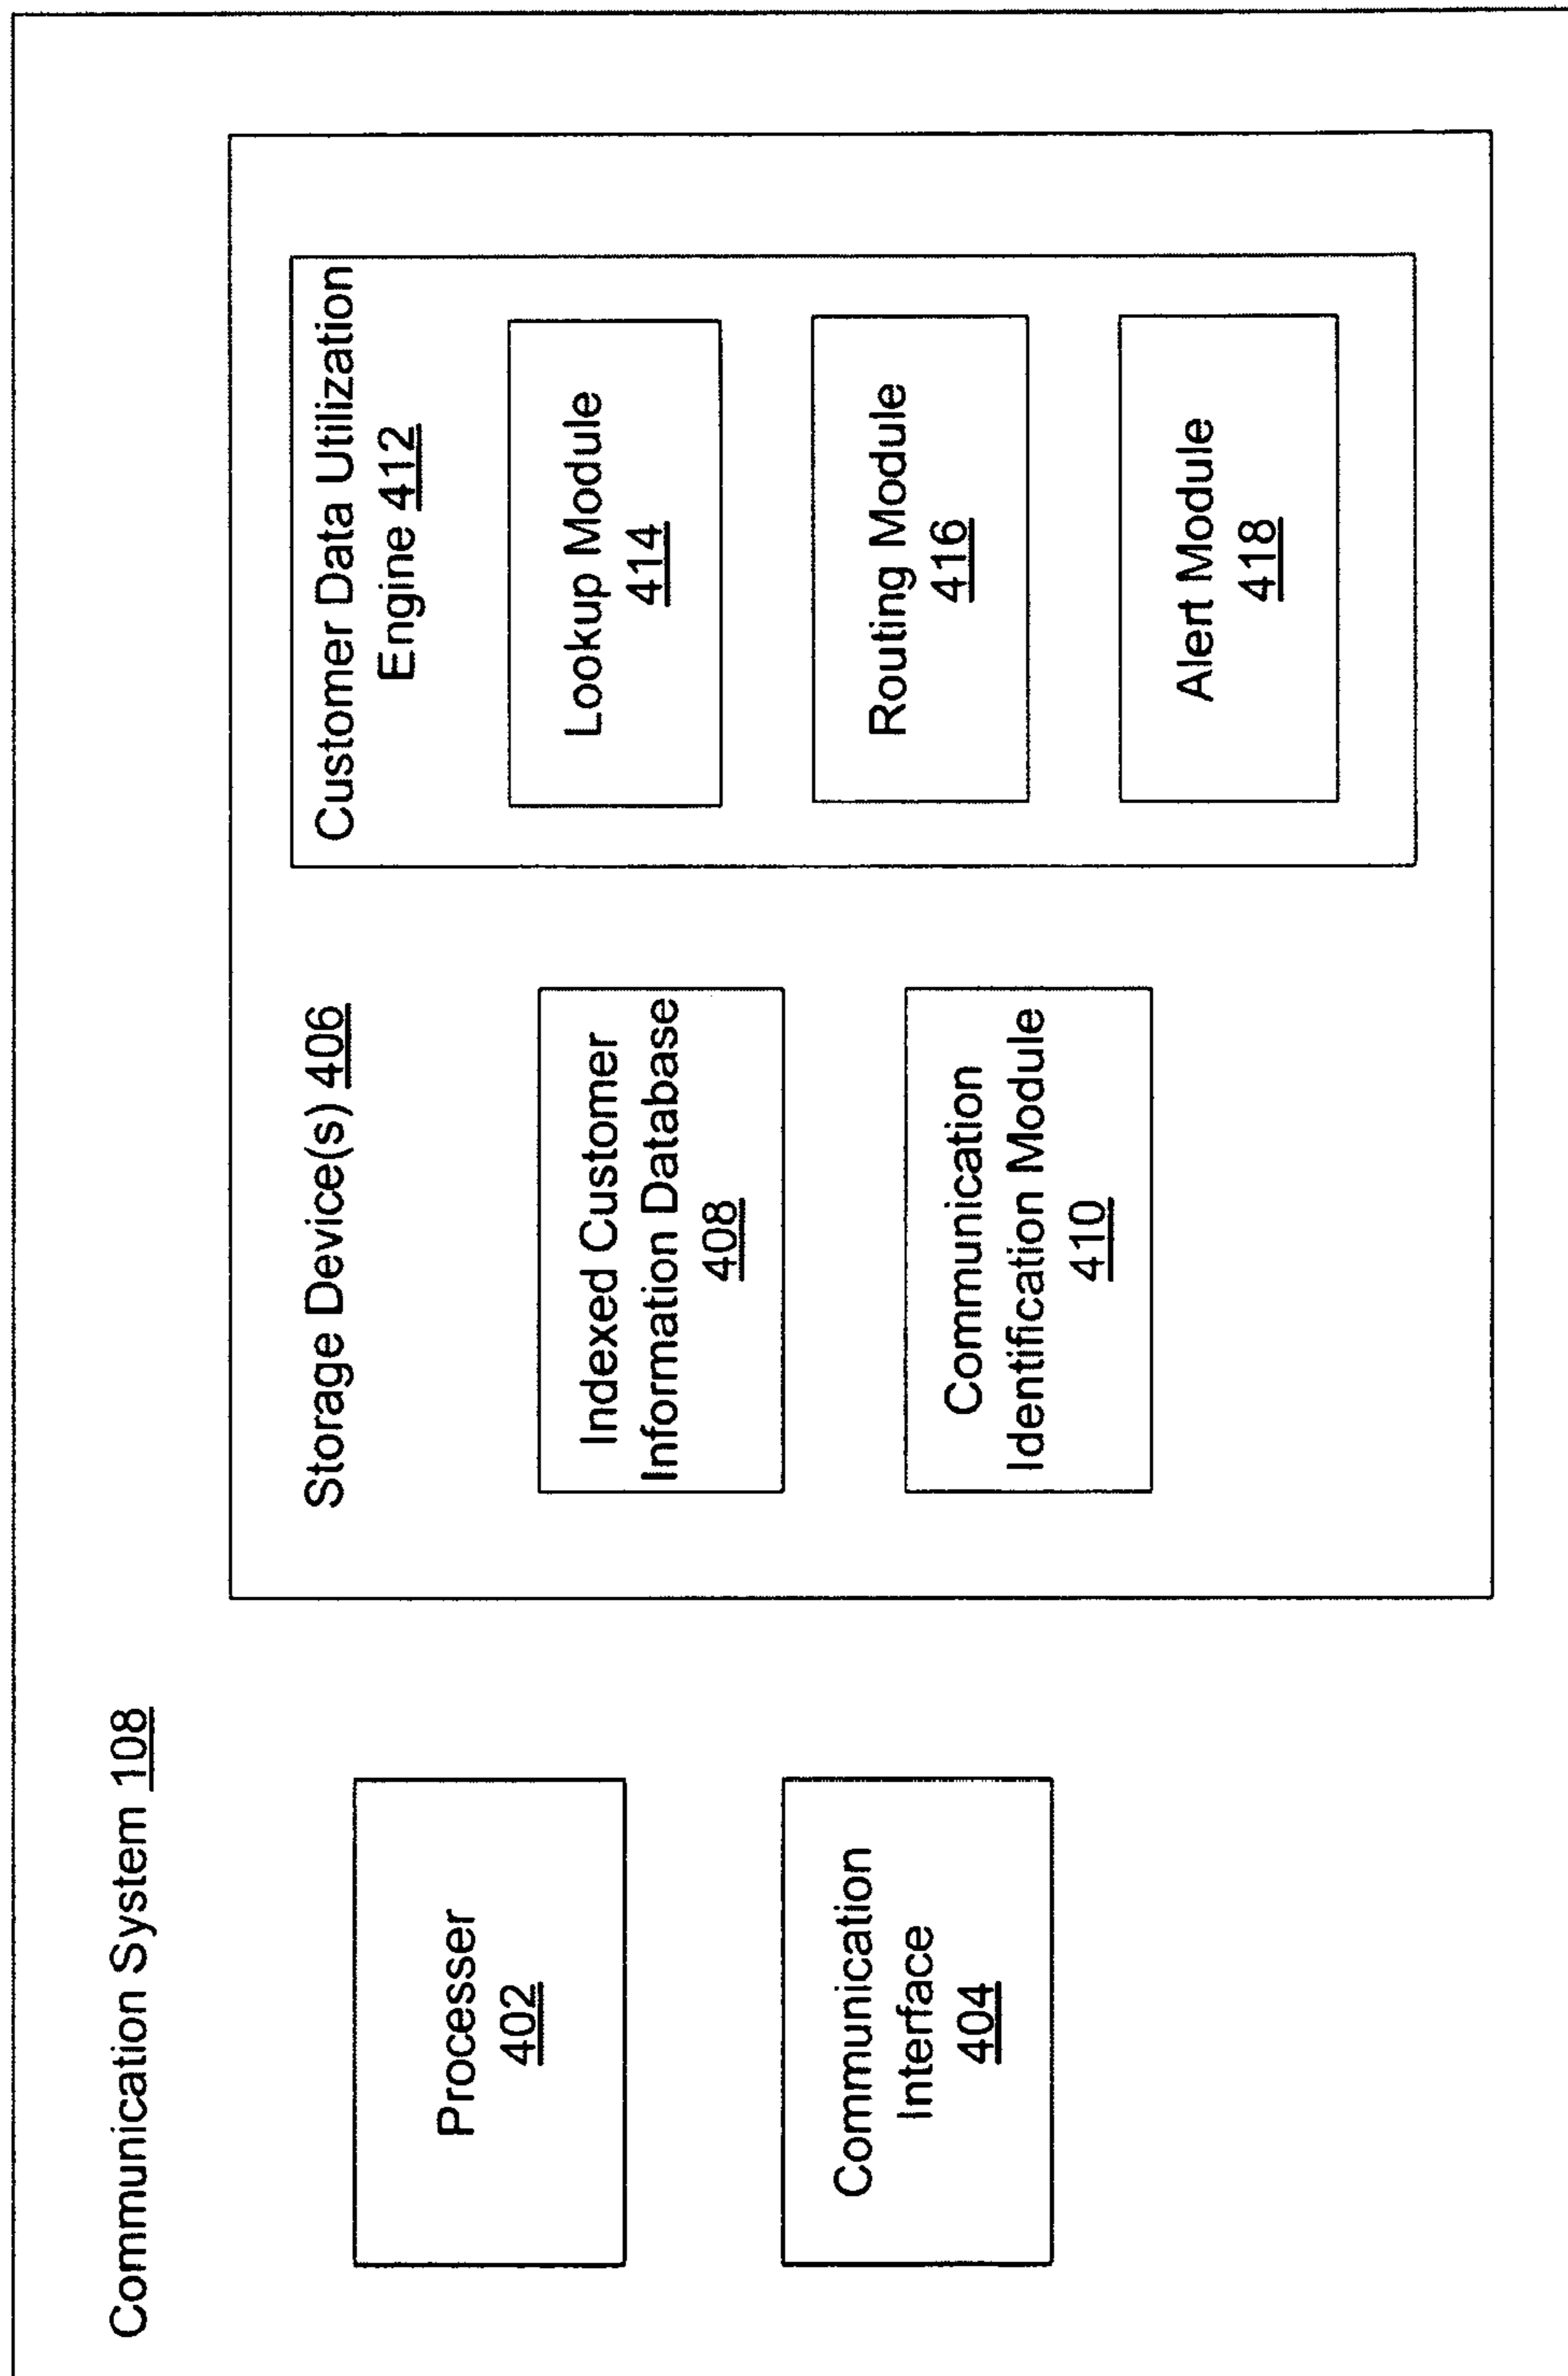 Communication System 108
Processer
402
Communication
Interface
404
Storage Device(s) 406
Indexed Customer
Information Database
408
Communication
Identification Module
410
Customer Data Utilization
Engine 412
Lookup Module
414
Routing Module
416
Alert Module
418